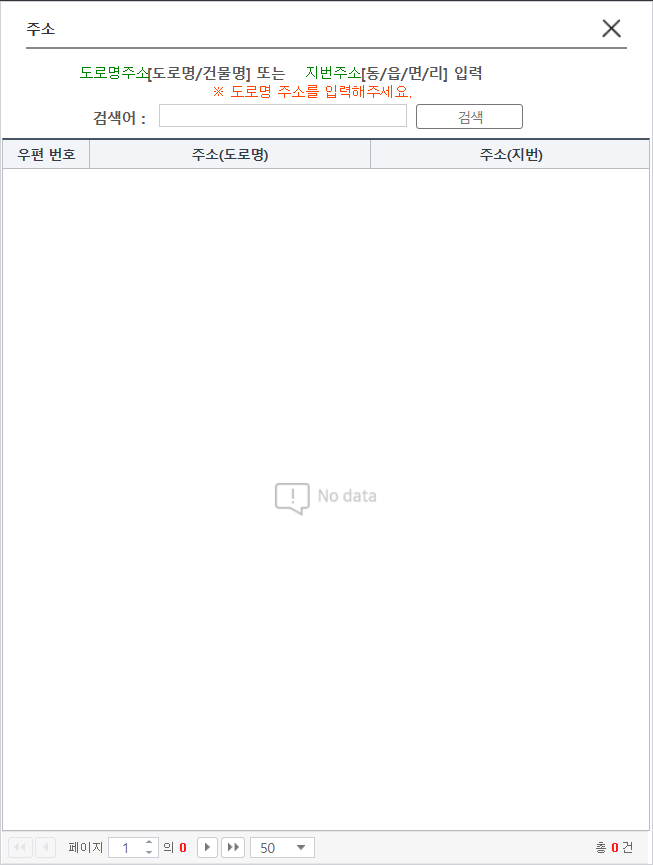 주소
도로명주소[도로명/건물명] 또는 지번주소[동/읍/면/리] 입력
※ 도로명 주소를 입력해주세요.
검색어 : 검색
우편 번호 주소(도로명) 주소(지번)
No data
페이지 1 의 0 50 총 0 건